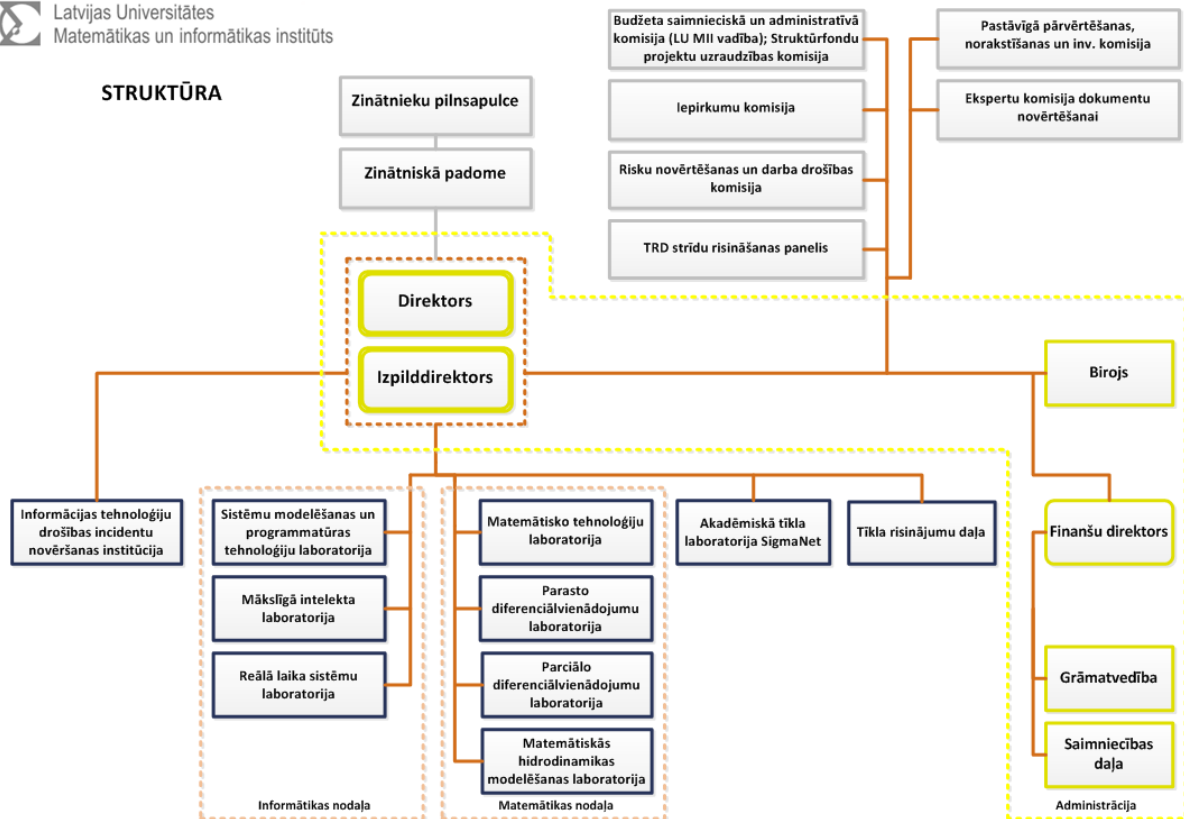 Latvijas Universitātes
Matemātikas un informātikas institūts
STRUKTŪRA
Zinātnieku pilnsapulce
Zinātniskā padome
Budžeta saimnieciskā un administratīvā
komisija (LU MII vadība); Struktūrfondu
projektu uzraudzības komisija
Iepirkumu komisija
Risku novērtēšanas un darba drošības
komisija
TRD strīdu risināšanas panelis
Pastāvīgā pārvērtēšanas,
norakstīšanas un inv. komisija
Ekspertu komisija dokumentu
novērtēšanai
Direktors
Izpilddirektors
Birojs
Informācijas tehnoloģiju
drošības incidentu
novēršanas institūcija
Sistēmu modelēšanas un
programmatūras
tehnoloģiju laboratorija
Mākslīgā intelekta
laboratorija
Reālā laika sistēmu
laboratorija
Informātikas nodaļa
Matemātisko tehnoloģiju
laboratorija
Parasto
diferenciālvienādojumu
laboratorija
Parciālo
diferenciālvienādojumu
laboratorija
Matemātiskās
hidrodinamikas
modelēšanas laboratorija
Matemātikas nodaļa
Akadēmiskā tīkla
laboratorija SigmaNet
Tīkla risinājumu daļa
Finanšu direktors
Grāmatvedība
Saimniecības
daļa
Administrācija